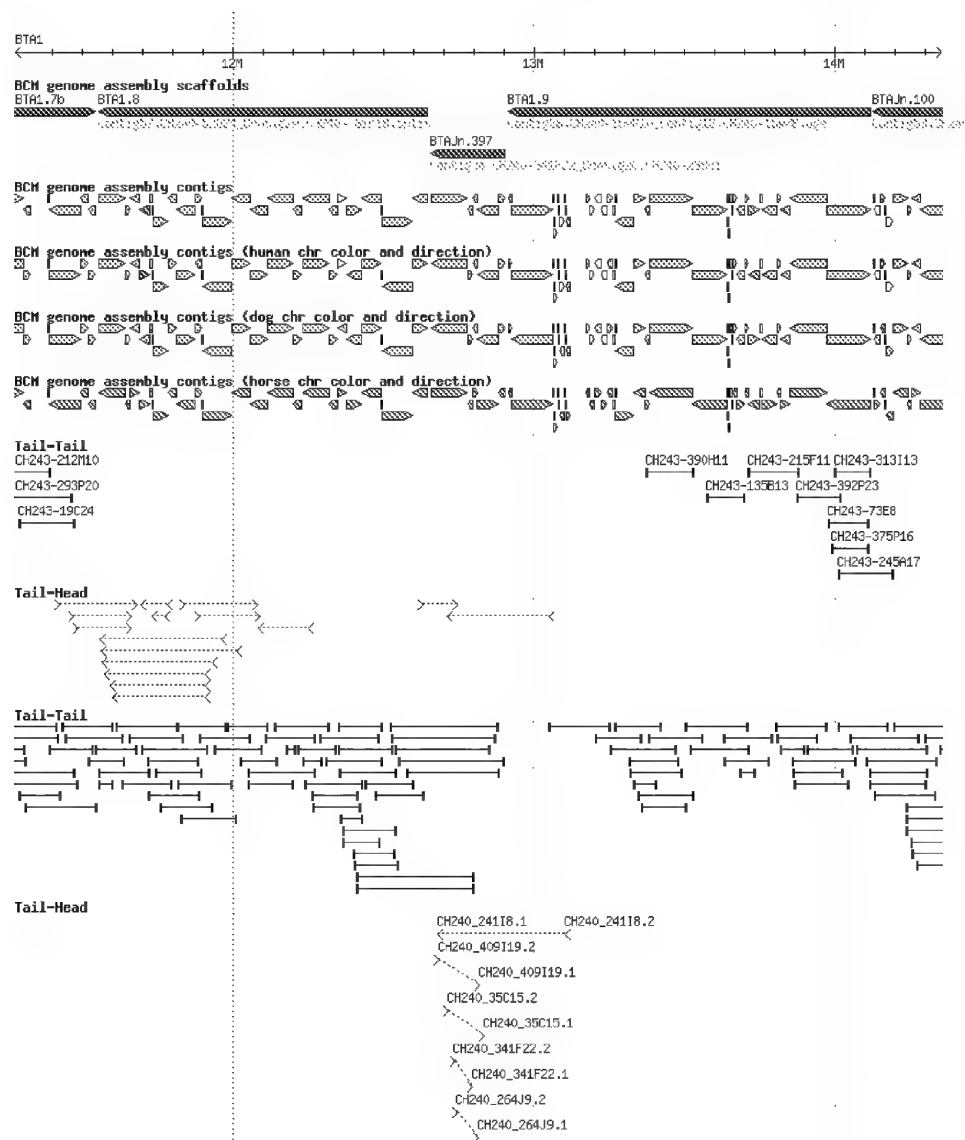 BTA1
12M 13M 14M
BCM genome assembly scaffolds
BTA1.7b BTA1.8 BTA1.9 BTAJn.100
BTAJn.397
BCM genome assembly contigs
BCM genome assembly contigs (human chr color and direction)
BCM genome assembly contigs (dog chr color and direction)
BCM genome assembly contigs (horse chr color and direction)
Tail-Tail
CH243-212M10 CH243-390H11 CH243-215F11 CH243-313I13
CH243-293P20 CH243-135B13 CH243-392P23
CH243-19C24 CH243-73E8
CH243-375P16
CH243-245A17
Tail-Head
Tail-Tail
Tail-Head
CH240_241I8.1 CH240_241I8.2
CH240_409I19.2
CH240_409I19.1
CH240_35C15.2
CH240_35C15.1
CH240_341F22.2
CH240_341F22.1
CH240_264J9.2
CH240_264J9.1